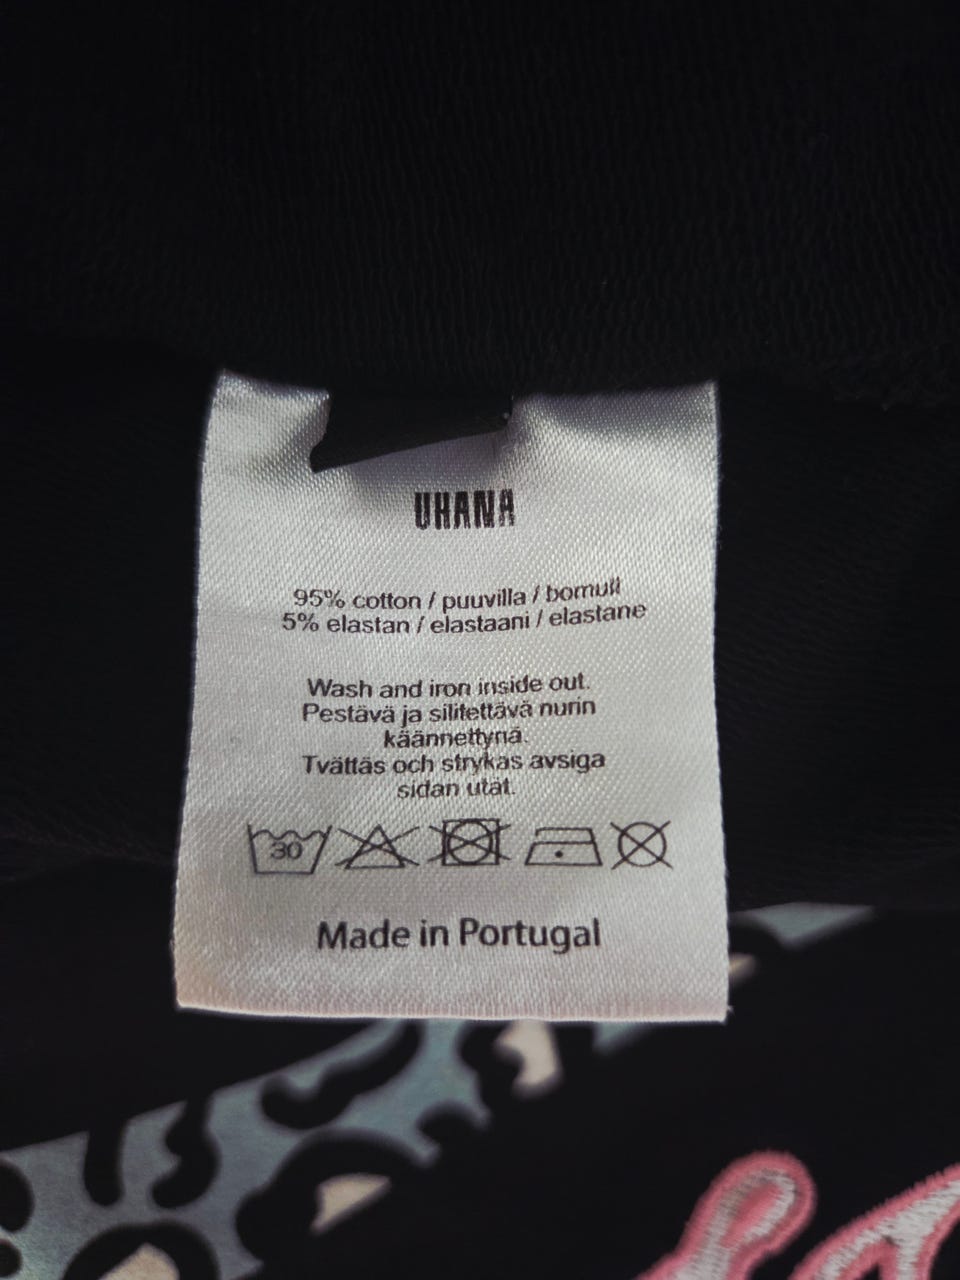 UHANA
95% cotton / puuvilla / bomull
5% elastan / elastaani / elastane
Wash and iron inside out.
Pestävä ja silitettävä nurin
käännettynä.
Tvättäs och strykas avsiga
sidan utåt.
30
Made in Portugal